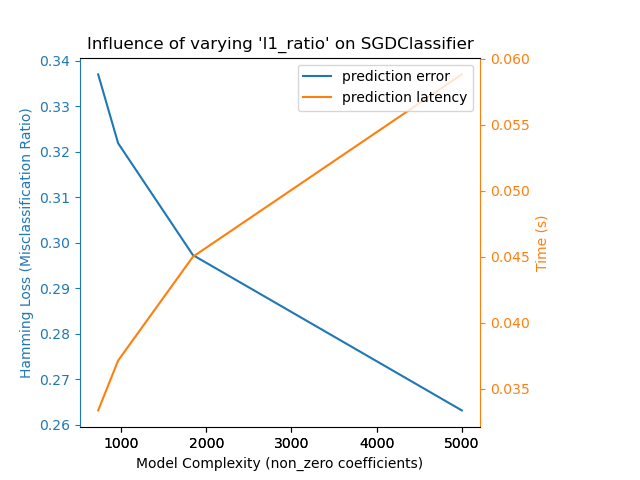 Influence of varying 'l1_ratio' on SGDClassifier
prediction error
prediction latency
Hamming Loss (Misclassification Ratio)
0.34
0.33
0.32
0.31
0.30
0.29
0.28
0.27
0.26
0.060
0.055
0.050
0.045
0.040
0.035
Time (s)
1000 2000 3000 4000 5000
Model Complexity (non_zero coefficients)